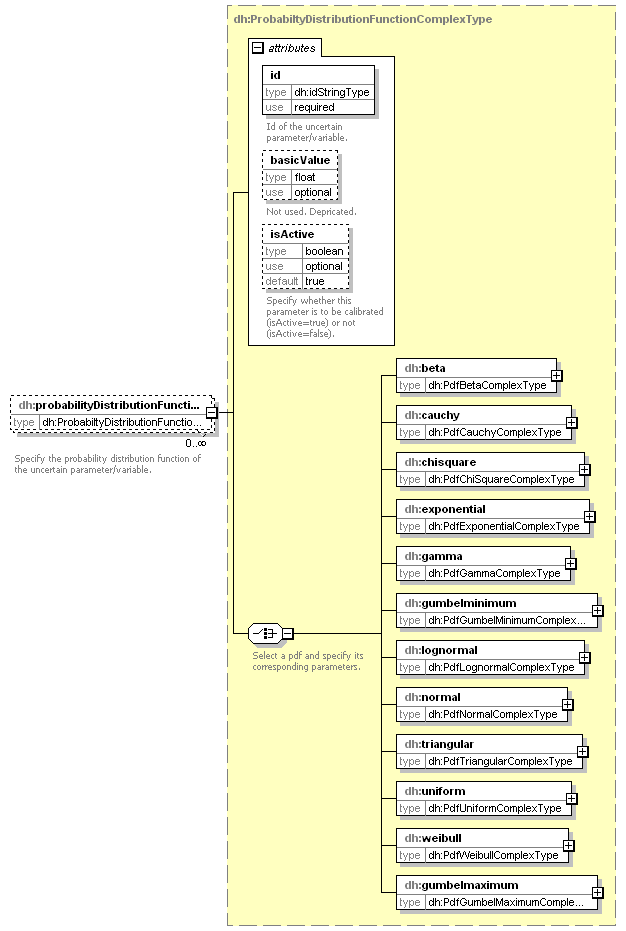 dh:ProbabiltyDistributionFunctionComplexType
attributes
id
type dh:idStringType
use required
Id of the uncertain
parameter/variable.
basicValue
type float
use optional
Not used. Depricated.
isActive
type boolean
use optional
default true
Specify whether this
parameter is to be calibrated
(isActive=true) or not
(isActive=false).
dh:probabilityDistributionFuncti...
type dh:ProbabiltyDistributionFunctio...
0..∞
Specify the probability distribution function of
the uncertain parameter/variable.
Select a pdf and specify its
corresponding parameters.
dh:beta
type dh:PdfBetaComplexType
dh:cauchy
type dh:PdfCauchyComplexType
dh:chisquare
type dh:PdfChiSquareComplexType
dh:exponential
type dh:PdfExponentialComplexType
dh:gamma
type dh:PdfGammaComplexType
dh:gumbelminimum
type dh:PdfGumbelMinimumComplex...
dh:lognormal
type dh:PdfLognormalComplexType
dh:normal
type dh:PdfNormalComplexType
dh:triangular
type dh:PdfTriangularComplexType
dh:uniform
type dh:PdfUniformComplexType
dh:weibull
type dh:PdfWeibullComplexType
dh:gumbelmaximum
type dh:PdfGumbelMaximumComple...